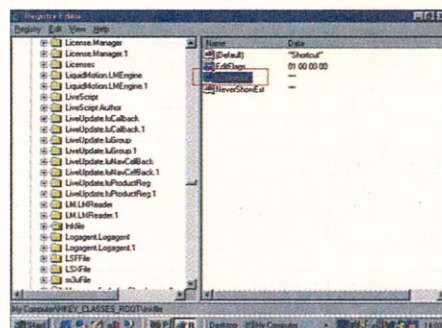 Registry Editor
Registry Edit View Help
License.Manager
License.Manager.1
Licenses
LiquidMotion.LMEngine
LiquidMotion.LMEngine.1
LiveScript
LiveScript Author
LiveUpdate.luCallback
LiveUpdate.luCallback.1
LiveUpdate.luGroup
LiveUpdate.luGroup.1
LiveUpdate.luNavCallBack
LiveUpdate.luNavCallBack.1
LiveUpdate.luProductReg
LiveUpdate.luProductReg.1
LM.LMReader
LM.LMReader.1
lnkfile
Logagent.Logagent
Logagent.Logagent.1
LSFFile
LSXFile
m3uFile
Name Data
(Default) "Shortcut"
EditFlags 01 00 00 00
""
NeverShowExt ""
My Computer\HKEY_CLASSES_ROOT\lnkfile
Start Desktop My Computer